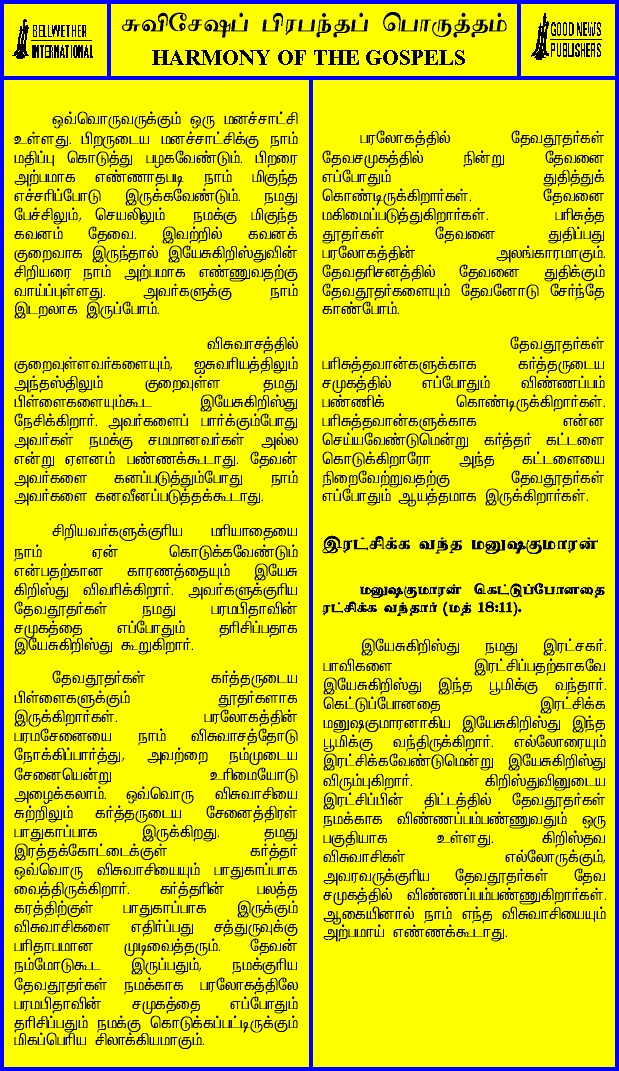 BELLWETHER
INTERNATIONAL
சுவிசேஷப் பிரபந்தப் பொருத்தம்
HARMONY OF THE GOSPELS
GOOD NEWS
PUBLISHERS
ஒவ்வொருவருக்கும் ஒரு மனச்சாட்சி
உள்ளது. பிறருடைய மனச்சாட்சிக்கு நாம்
மதிப்பு கொடுத்து பழகவேண்டும். பிறரை
அற்பமாக எண்ணாதபடி நாம் மிகுந்த
எச்சரிப்போடு இருக்கவேண்டும். நமது
பேச்சிலும், செயலிலும் நமக்கு மிகுந்த
கவனம் தேவை. இவற்றில் கவனக்
குறைவாக இருந்தால் இயேசுகிறிஸ்துவின்
சிறியரை நாம் அற்பமாக எண்ணுவதற்கு
வாய்ப்புள்ளது. அவர்களுக்கு நாம்
இடறலாக இருப்போம்.
விசுவாசத்தில்
குறைவுள்ளவர்களையும், ஐசுவரியத்திலும்
அந்தஸ்திலும் குறைவுள்ள தமது
பிள்ளைகளையும்கூட இயேசுகிறிஸ்து
நேசிக்கிறார். அவர்களைப் பார்க்கும்போது
அவர்கள் நமக்கு சமமானவர்கள் அல்ல
என்று ஏளனம் பண்ணக்கூடாது. தேவன்
அவர்களை கனப்படுத்தும்போது நாம்
அவர்களை கனவீனப்படுத்தக்கூடாது.
சிறியவர்களுக்குரிய மரியாதையை
நாம் ஏன் கொடுக்கவேண்டும்
என்பதற்கான காரணத்தையும் இயேசு
கிறிஸ்து விவரிக்கிறார். அவர்களுக்குரிய
தேவதூதர்கள் நமது பரமபிதாவின்
சமுகத்தை எப்போதும் தரிசிப்பதாக
இயேசுகிறிஸ்து கூறுகிறார்.
தேவதூதர்கள் கர்த்தருடைய
பிள்ளைகளுக்கும் தூதர்களாக
இருக்கிறார்கள். பரலோகத்தின்
பரமசேனையை நாம் விசுவாசத்தோடு
நோக்கிப்பார்த்து, அவற்றை நம்முடைய
சேனையென்று உரிமையோடு
அழைக்கலாம். ஒவ்வொரு விசுவாசியை
சுற்றிலும் கர்த்தருடைய சேனைத்திரள்
பாதுகாப்பாக இருக்கிறது. தமது
இரத்தக்கோட்டைக்குள் கர்த்தர்
ஒவ்வொரு விசுவாசியையும் பாதுகாப்பாக
வைத்திருக்கிறார். கர்த்தரின் பலத்த
கரத்திற்குள் பாதுகாப்பாக இருக்கும்
விசுவாசிகளை எதிர்ப்பது சத்துருவுக்கு
பரிதாபமான முடிவைத்தரும். தேவன்
நம்மோடுகூட இருப்பதும், நமக்குரிய
தேவதூதர்கள் நமக்காக பரலோகத்திலே
பரமபிதாவின் சமுகத்தை எப்போதும்
தரிசிப்பதும் நமக்கு கொடுக்கப்பட்டிருக்கும்
மிகப்பெரிய சிலாக்கியமாகும்.
பரலோகத்தில் தேவதூதர்கள்
தேவசமுகத்தில் நின்று தேவனை
எப்போதும் துதித்துக்
கொண்டிருக்கிறார்கள். தேவனை
மகிமைப்படுத்துகிறார்கள். பரிசுத்த
தூதர்கள் தேவனை துதிப்பது
பரலோகத்தின் அலங்காரமாகும்.
தேவதரிசனத்தில் தேவனை துதிக்கும்
தேவதூதர்களையும் தேவனோடு சேர்ந்தே
காண்போம்.
தேவதூதர்கள்
பரிசுத்தவான்களுக்காக கர்த்தருடைய
சமுகத்தில் எப்போதும் விண்ணப்பம்
பண்ணிக் கொண்டிருக்கிறார்கள்.
பரிசுத்தவான்களுக்காக என்ன
செய்யவேண்டுமென்று கர்த்தர் கட்டளை
கொடுக்கிறாரோ அந்த கட்டளையை
நிறைவேற்றுவதற்கு தேவதூதர்கள்
எப்போதும் ஆயத்தமாக இருக்கிறார்கள்.
இரட்சிக்க வந்த மனுஷகுமாரன்
மனுஷகுமாரன் கெட்டுப்போனதை
ரட்சிக்க வந்தார் (மத் 18:11).
இயேசுகிறிஸ்து நமது இரட்சகர்.
பாவிகளை இரட்சிப்பதற்காகவே
இயேசுகிறிஸ்து இந்த பூமிக்கு வந்தார்.
கெட்டுப்போனதை இரட்சிக்க
மனுஷகுமாரனாகிய இயேசுகிறிஸ்து இந்த
பூமிக்கு வந்திருக்கிறார். எல்லோரையும்
இரட்சிக்கவேண்டுமென்று இயேசுகிறிஸ்து
விரும்புகிறார். கிறிஸ்துவினுடைய
இரட்சிப்பின் திட்டத்தில் தேவதூதர்கள்
நமக்காக விண்ணப்பம்பண்ணுவதும் ஒரு
பகுதியாக உள்ளது. கிறிஸ்தவ
விசுவாசிகள் எல்லோருக்கும்,
அவரவருக்குரிய தேவதூதர்கள் தேவ
சமுகத்தில் விண்ணப்பம்பண்ணுகிறார்கள்.
ஆகையினால் நாம் எந்த விசுவாசியையும்
அற்பமாய் எண்ணக்கூடாது.